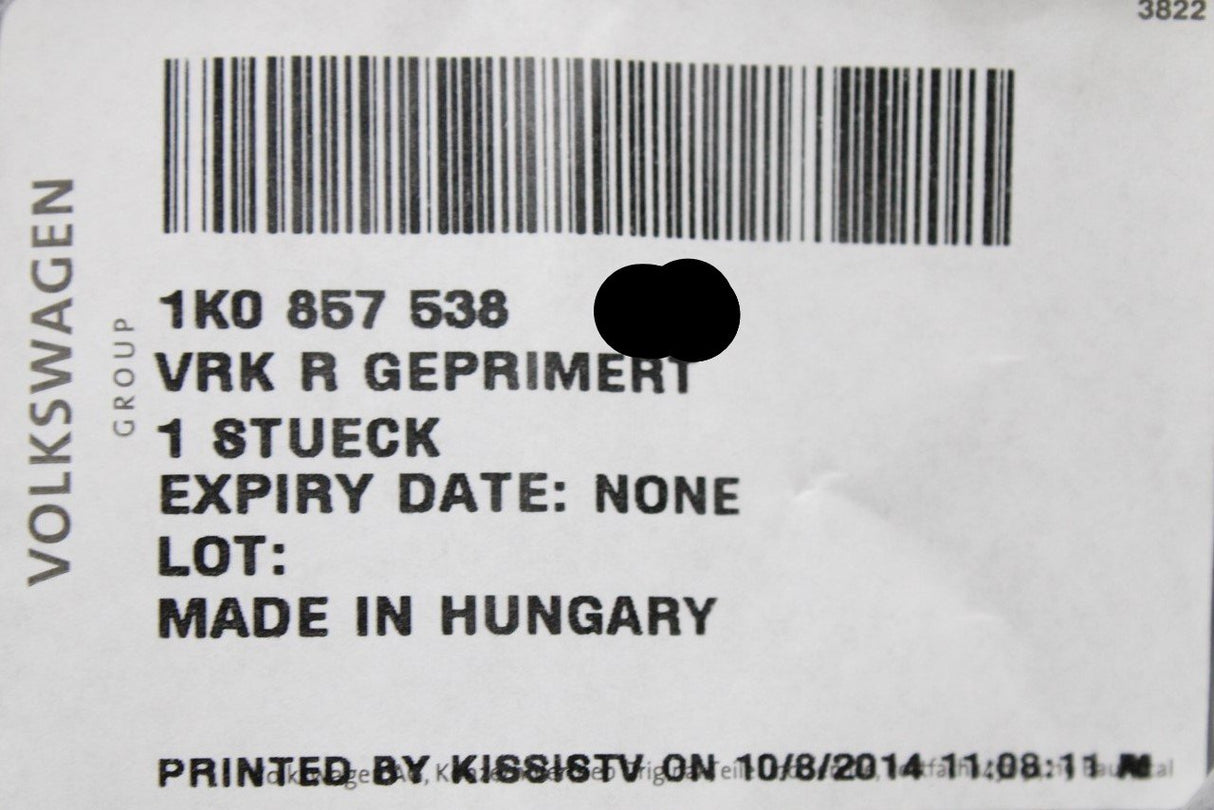 3822
VOLKSWAGEN
GROUP
1K0 857 538
VRK R GEPRIMERT
1 STUECK
EXPIRY DATE: NONE
LOT:
MADE IN HUNGARY
PRINTED BY KISSISTV ON 10/8/2014 11:08:11